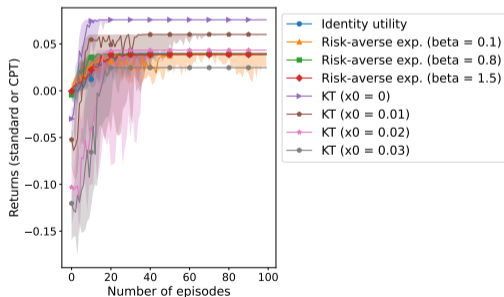 Returns (standard or CPT)
0.05
0.00
−0.05
−0.10
−0.15
0 20 40 60 80 100
Number of episodes
Identity utility
Risk-averse exp. (beta = 0.1)
Risk-averse exp. (beta = 0.8)
Risk-averse exp. (beta = 1.5)
KT (x0 = 0)
KT (x0 = 0.01)
KT (x0 = 0.02)
KT (x0 = 0.03)